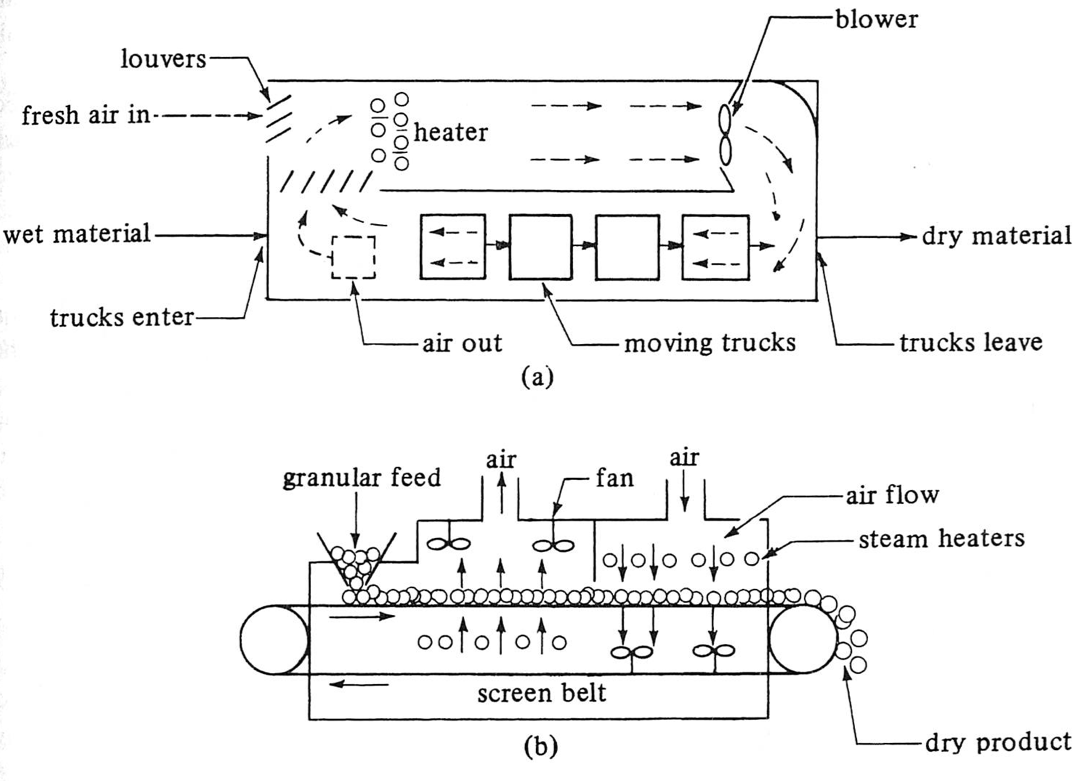 blower
louvers
fresh air in
heater
wet material
dry material
trucks enter
air out
moving trucks
trucks leave
(a)
air
air
granular feed
fan
air flow
steam heaters
screen belt
dry product
(b)